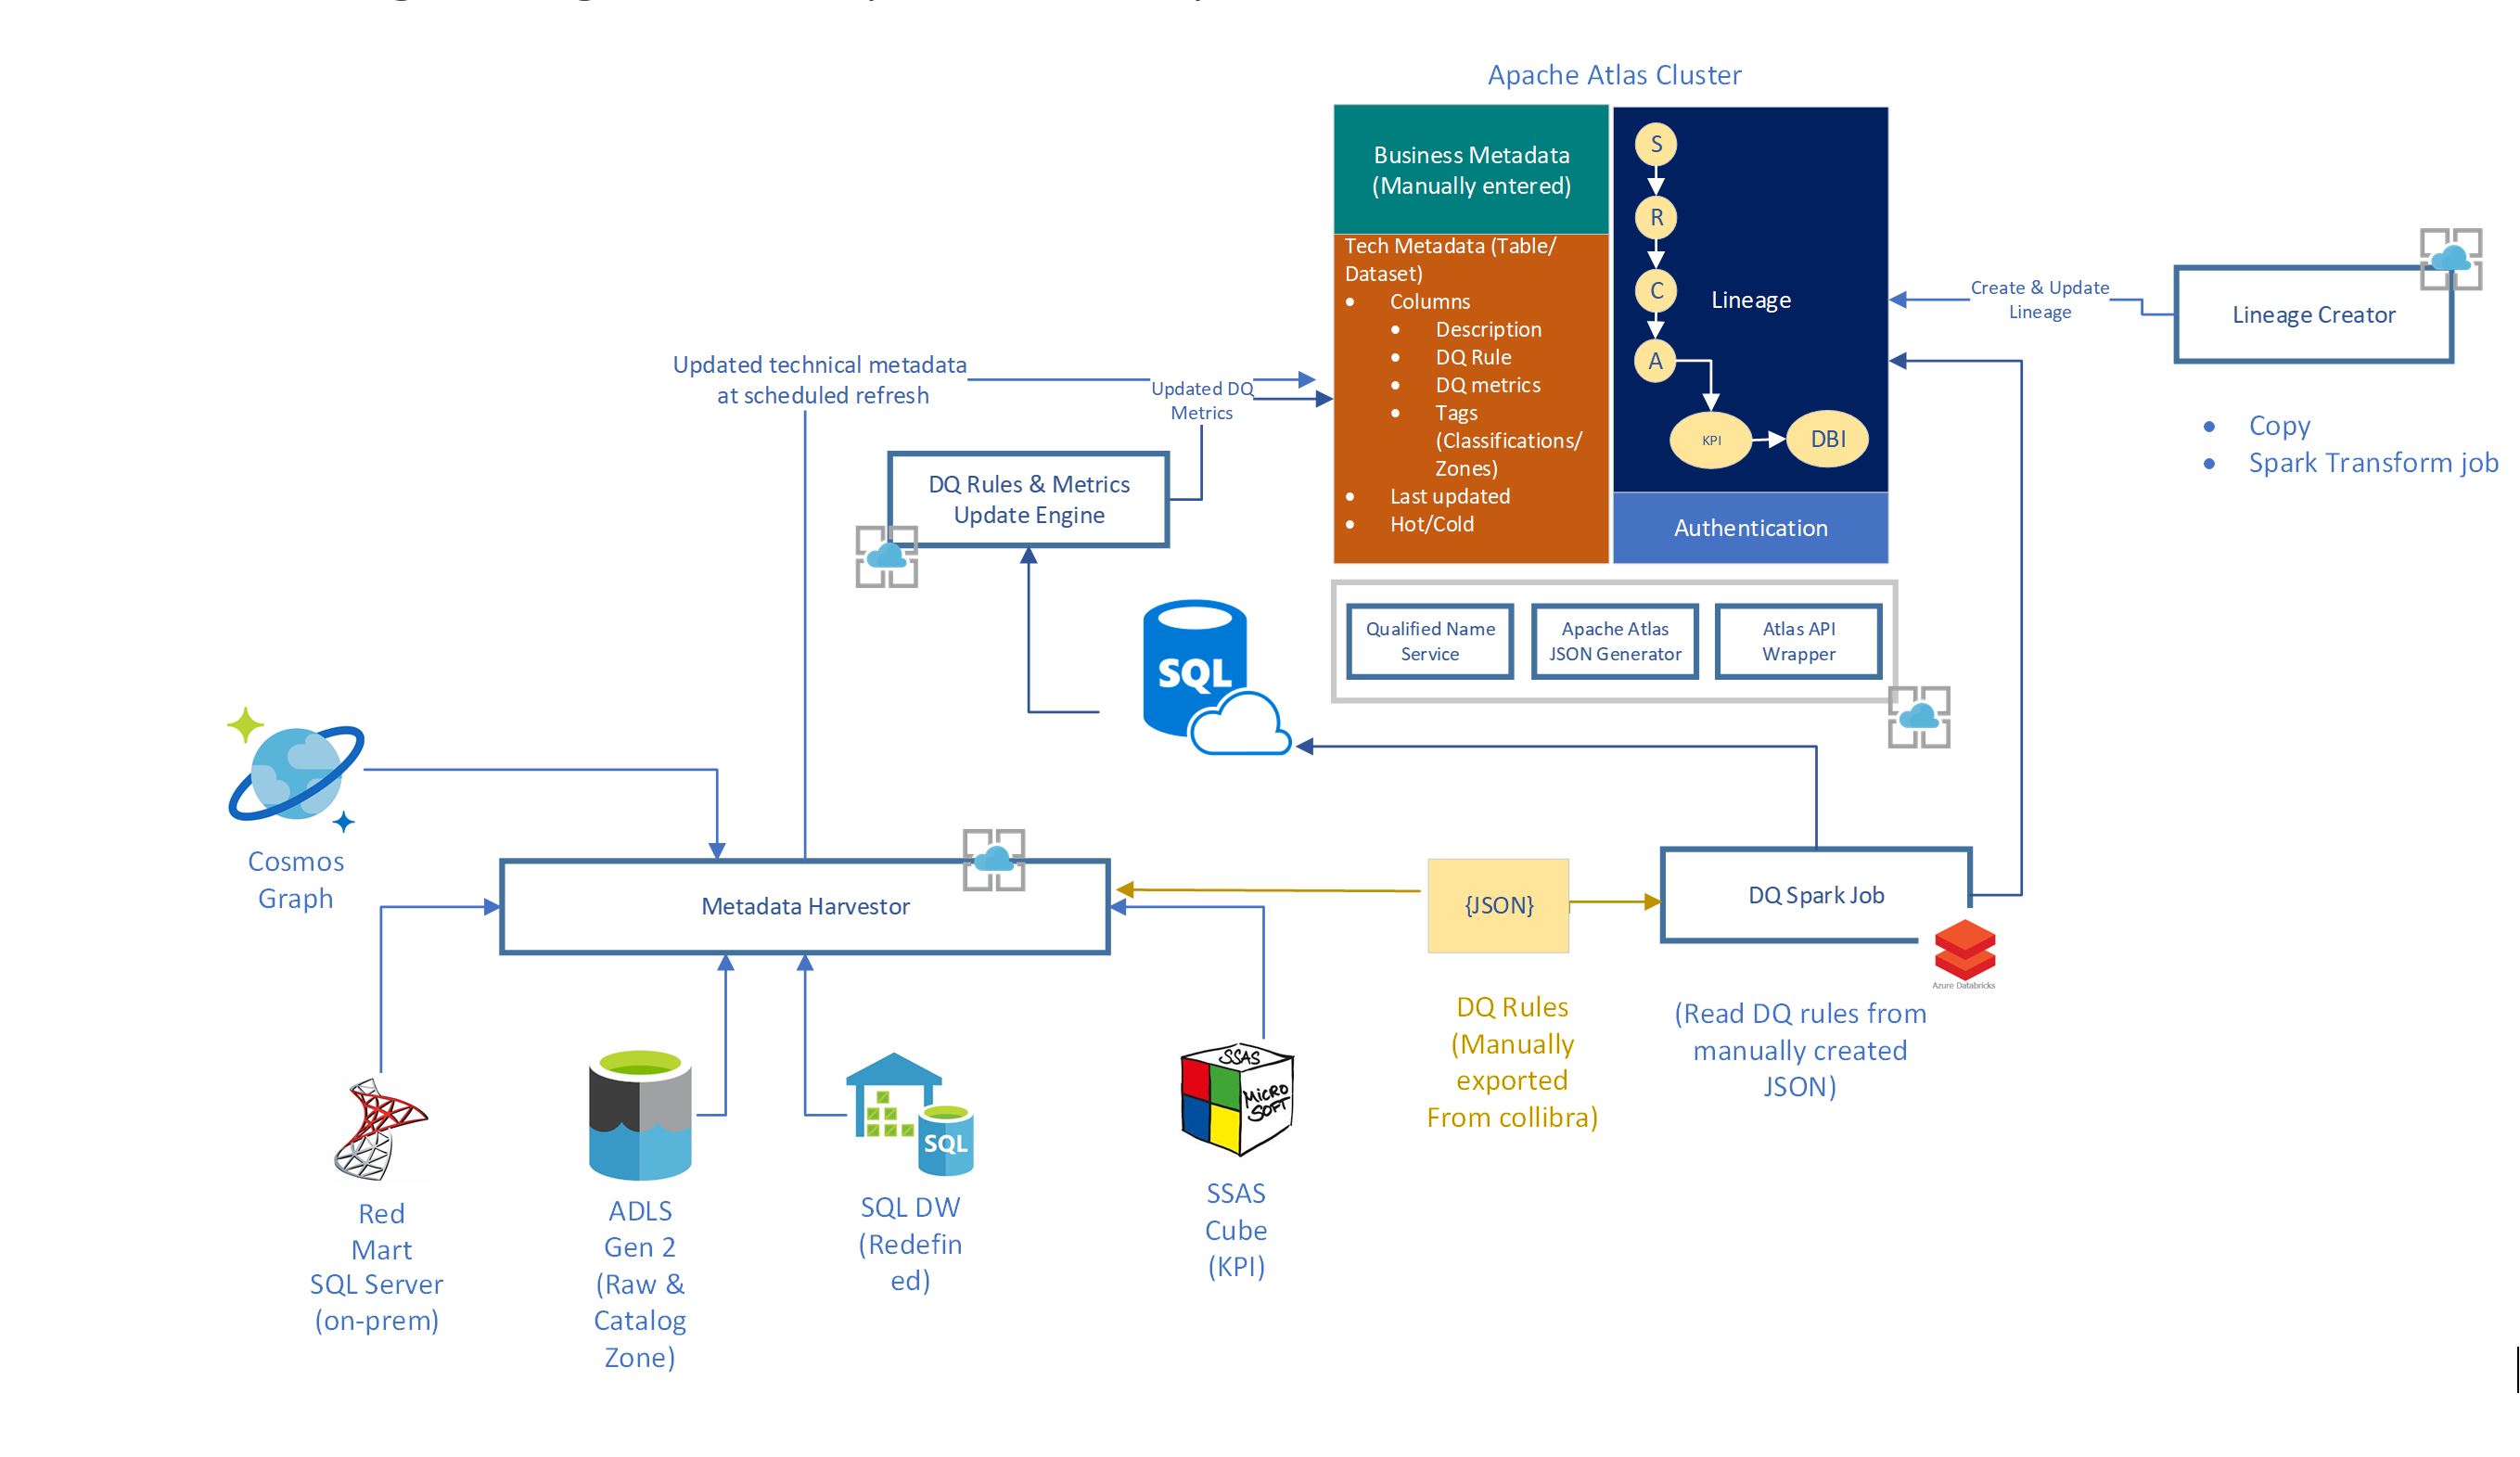 Apache Atlas Cluster
Business Metadata
(Manually entered)
Tech Metadata (Table/
Dataset)
• Columns
• Description
• DQ Rule
• DQ metrics
• Tags
(Classifications/
Zones)
• Last updated
• Hot/Cold
S
R
C
A
Lineage
KPI
DBI
Authentication
Create & Update
Lineage
Lineage Creator
• Copy
• Spark Transform job
Updated technical metadata
at scheduled refresh
Updated DQ
Metrics
DQ Rules & Metrics
Update Engine
SQL
Qualified Name
Service
Apache Atlas
JSON Generator
Atlas API
Wrapper
Cosmos
Graph
Metadata Harvestor
{JSON}
DQ Spark Job
Azure Databricks
DQ Rules
(Manually
exported
From collibra)
(Read DQ rules from
manually created
JSON)
Red
Mart
SQL Server
(on-prem)
ADLS
Gen 2
(Raw &
Catalog
Zone)
SQL
SQL DW
(Redefin
ed)
SSAS
MICRO
SOFT
SSAS
Cube
(KPI)